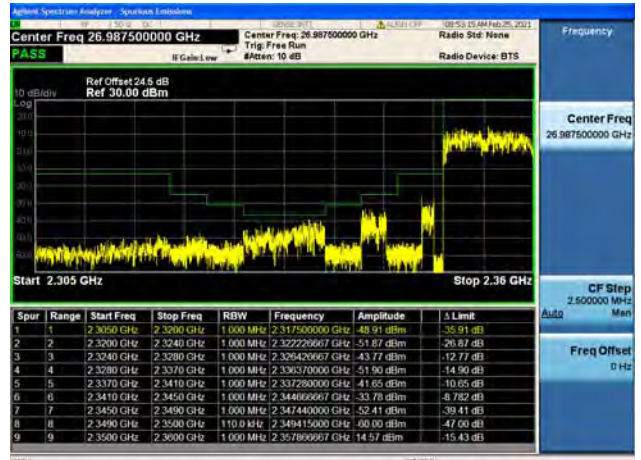 Agilent Spectrum Analyzer - Spurious Emissions
RF 50 Ω DC SENSE:INT ALIGN OFF 08:53:15 AM Feb 25, 2021
Center Freq 26.987500000 GHz Center Freq: 26.987500000 GHz Radio Std: None Frequency
Trig: Free Run
PASS IFGain:Low #Atten: 10 dB Radio Device: BTS
Ref Offset 24.5 dB
10 dB/div Ref 30.00 dBm
Log
Center Freq
26.987500000 GHz
Start 2.305 GHz Stop 2.36 GHz
CF Step
2.500000 MHz
Auto Man
Spur Range Start Freq Stop Freq RBW Frequency Amplitude Δ Limit
1 1 2.3050 GHz 2.3200 GHz 1.000 MHz 2.317500000 GHz -48.91 dBm -35.91 dB
2 2 2.3200 GHz 2.3240 GHz 1.000 MHz 2.322226667 GHz -51.87 dBm -26.87 dB
3 3 2.3240 GHz 2.3280 GHz 1.000 MHz 2.326426667 GHz -43.77 dBm -12.77 dB
4 4 2.3280 GHz 2.3370 GHz 1.000 MHz 2.336370000 GHz -51.90 dBm -14.90 dB
5 5 2.3370 GHz 2.3410 GHz 1.000 MHz 2.337280000 GHz -41.65 dBm -10.65 dB
6 6 2.3410 GHz 2.3450 GHz 1.000 MHz 2.344666667 GHz -33.78 dBm -8.782 dB
7 7 2.3450 GHz 2.3490 GHz 1.000 MHz 2.347440000 GHz -52.41 dBm -39.41 dB
8 8 2.3490 GHz 2.3500 GHz 110.0 kHz 2.349415000 GHz -60.00 dBm -47.00 dB
9 9 2.3500 GHz 2.3600 GHz 1.000 MHz 2.357866667 GHz 14.57 dBm -15.43 dB
Freq Offset
0 Hz